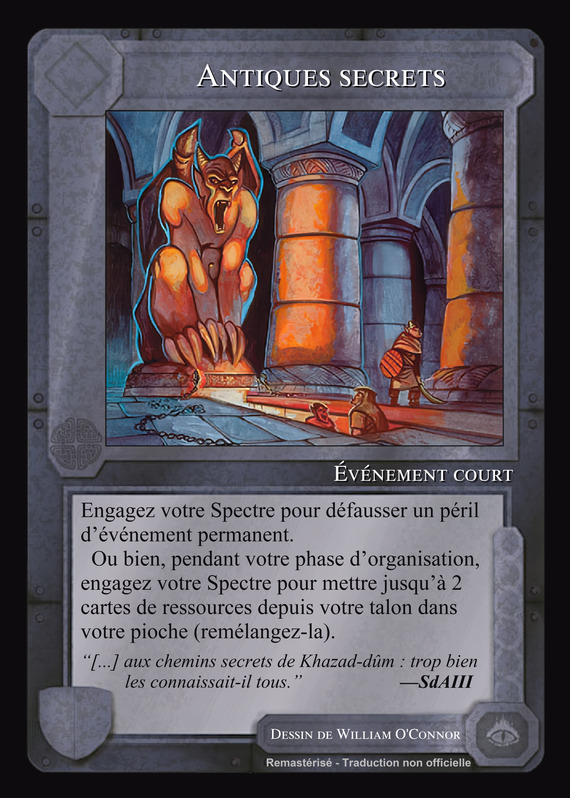 Antiques secrets
Événement court
Engagez votre Spectre pour défausser un péril
d’événement permanent.
Ou bien, pendant votre phase d’organisation,
engagez votre Spectre pour mettre jusqu’à 2
cartes de ressources depuis votre talon dans
votre pioche (remélangez-la).
“[...] aux chemins secrets de Khazad-dûm : trop bien
les connaissait-il tous.” —SdAIII
Dessin de William O'Connor
Remastérisé - Traduction non officielle